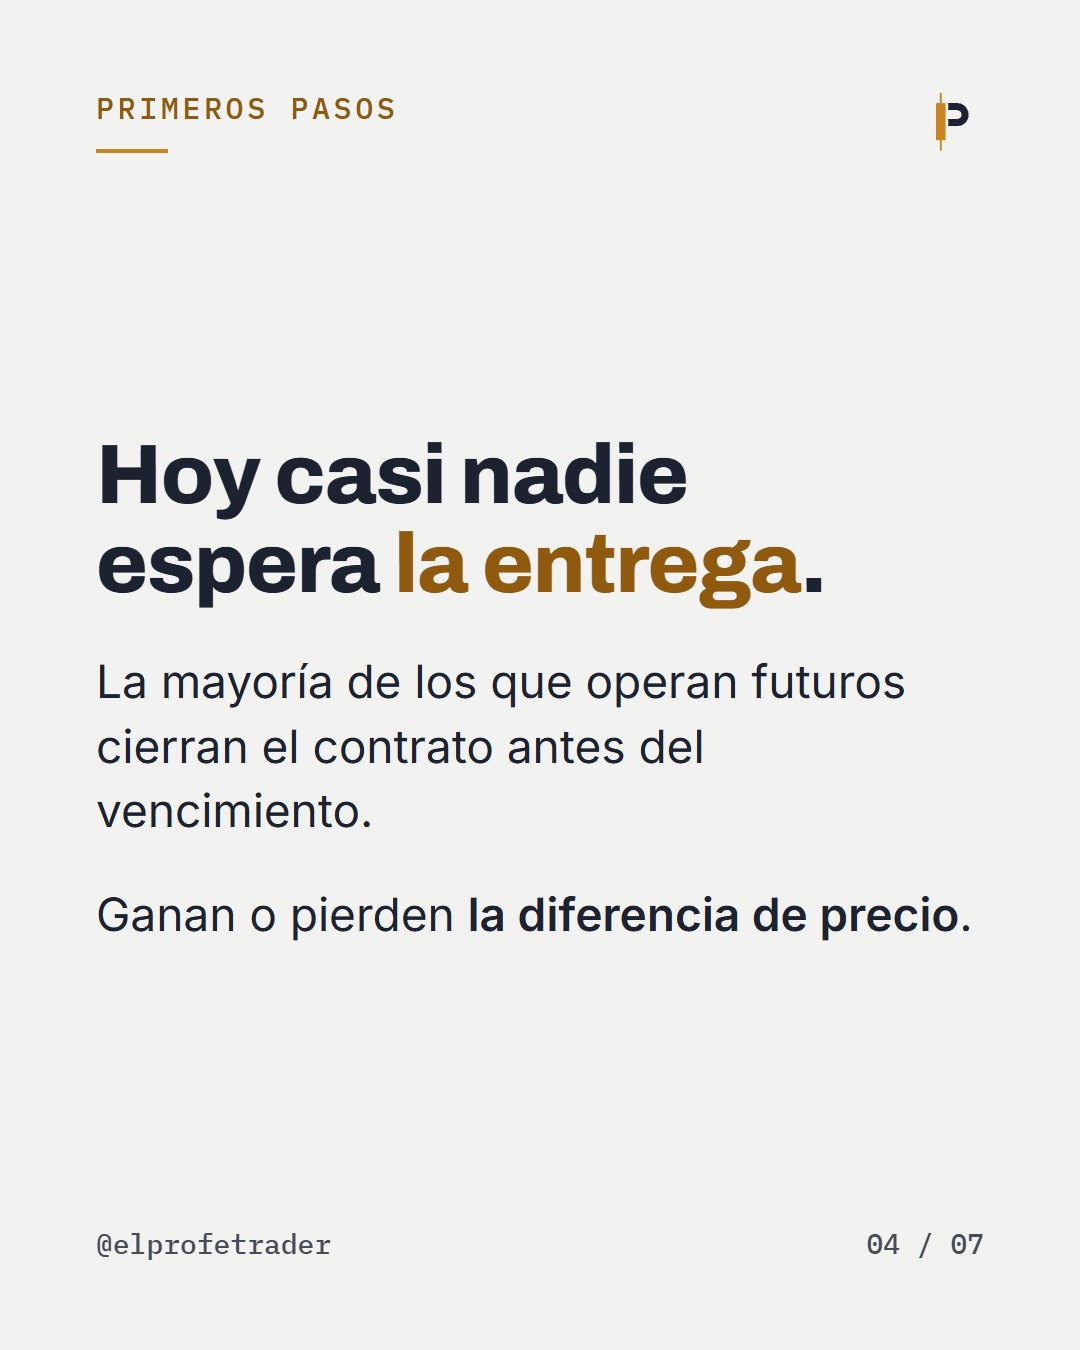 PRIMEROS PASOS
Hoy casi nadie
espera la entrega.
La mayoría de los que operan futuros
cierran el contrato antes del
vencimiento.
Ganan o pierden la diferencia de precio.
@elprofetrader
04 / 07